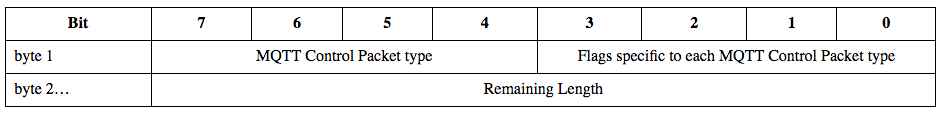 Bit 7 6 5 4 3 2 1 0
byte 1 MQTT Control Packet type Flags specific to each MQTT Control Packet type
byte 2… Remaining Length